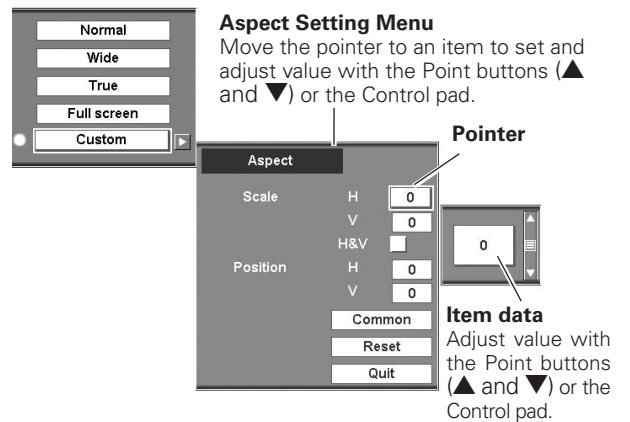 Normal
Wide
True
Full screen
Custom
Aspect Setting Menu
Move the pointer to an item to set and
adjust value with the Point buttons (▲
and ▼) or the Control pad.
Pointer
Aspect
Scale H 0
V 0
H&V
Position H 0
V 0
Common
Reset
Quit
0
Item data
Adjust value with
the Point buttons
(▲ and ▼) or the
Control pad.